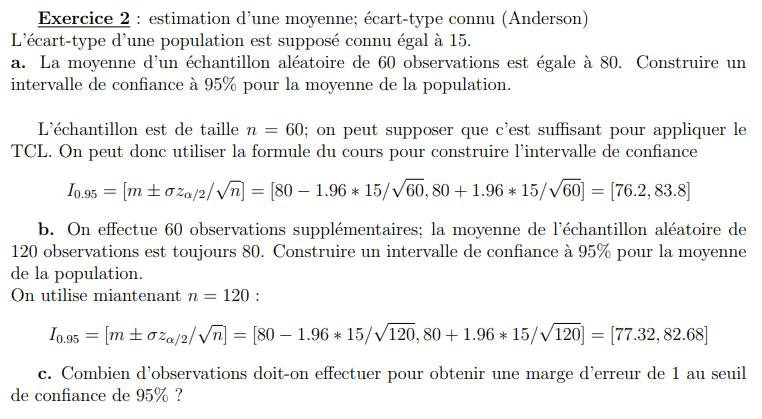 Exercice 2 : estimation d'une moyenne; écart-type connu (Anderson)
L'écart-type d'une population est supposé connu égal à 15.
a. La moyenne d'un échantillon aléatoire de 60 observations est égale à 80. Construire un
intervalle de confiance à 95% pour la moyenne de la population.
L'échantillon est de taille n = 60; on peut supposer que c'est suffisant pour appliquer le
TCL. On peut donc utiliser la formule du cours pour construire l'intervalle de confiance
I₀.₉₅ = [m ± σz_{α/2}/√n] = [80 − 1.96 * 15/√60, 80 + 1.96 * 15/√60] = [76.2, 83.8]
b. On effectue 60 observations supplémentaires; la moyenne de l'échantillon aléatoire de
120 observations est toujours 80. Construire un intervalle de confiance à 95% pour la moyenne
de la population.
On utilise miantenant n = 120 :
I₀.₉₅ = [m ± σz_{α/2}/√n] = [80 − 1.96 * 15/√120, 80 + 1.96 * 15/√120] = [77.32, 82.68]
c. Combien d'observations doit-on effectuer pour obtenir une marge d'erreur de 1 au seuil
de confiance de 95% ?